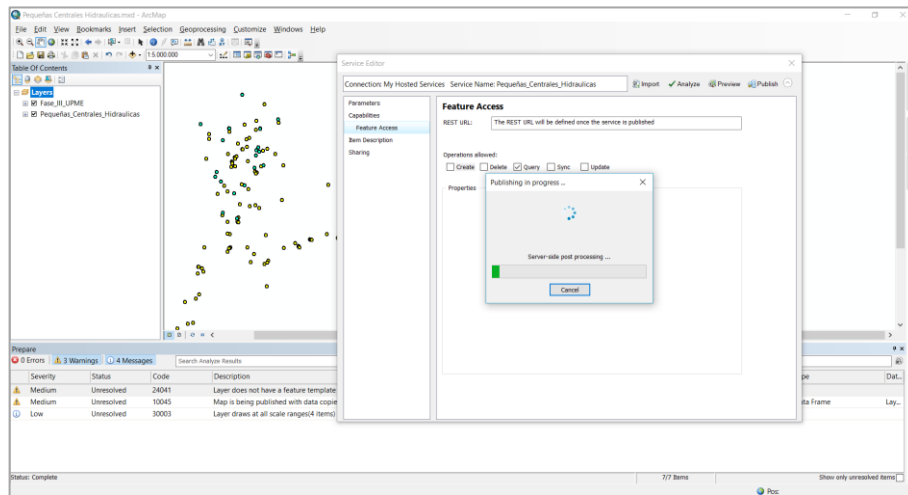 Pequeñas Centrales Hidraulicas.mxd - ArcMap
File Edit View Bookmarks Insert Selection Geoprocessing Customize Windows Help
1:5.000.000
Table Of Contents
Layers
Fase_III_UPME
Pequeñas_Centrales_Hidraulicas
Service Editor
Connection: My Hosted Services Service Name: Pequeñas_Centrales_Hidraulicas
Import Analyze Preview Publish
Parameters
Capabilities
Feature Access
Item Description
Sharing
Feature Access
REST URL: The REST URL will be defined once the service is published
Operations allowed:
Create Delete Query Sync Update
Properties
Publishing in progress ...
Server-side post processing ...
Cancel
Prepare
0 Errors 3 Warnings 4 Messages Search Analyze Results
Severity Status Code Description pe Dat...
Medium Unresolved 24041 Layer does not have a feature template
Medium Unresolved 10045 Map is being published with data copie ata Frame Lay...
Low Unresolved 30003 Layer draws at all scale ranges(4 items)
Status: Complete 7/7 Items Show only unresolved items
Pos: